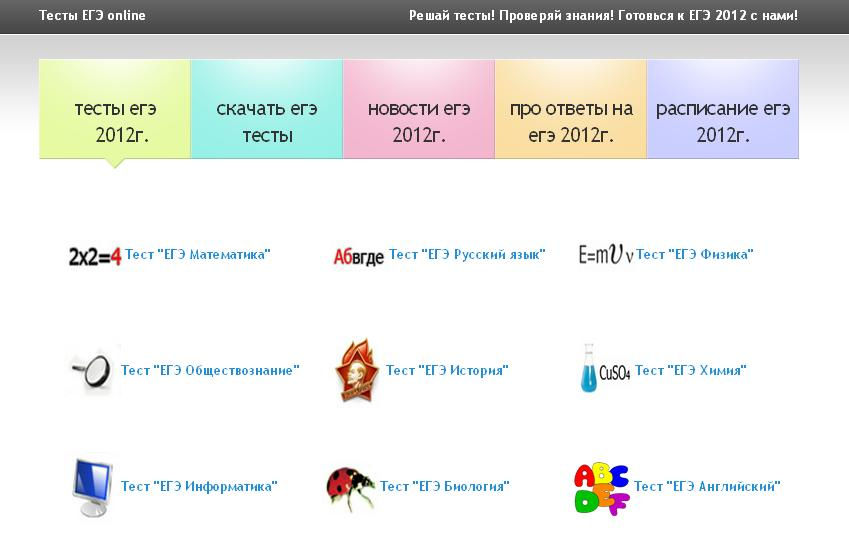 Тесты ЕГЭ online
Решай тесты! Проверяй знания! Готовься к ЕГЭ 2012 с нами!
тесты егэ
2012г.
скачать егэ
тесты
новости егэ
2012г.
про ответы на
егэ 2012г.
расписание егэ
2012г.
2x2=4 Тест "ЕГЭ Математика"
Абвгде Тест "ЕГЭ Русский язык"
E=mυ ν Тест "ЕГЭ Физика"
Тест "ЕГЭ Обществознание"
Тест "ЕГЭ История"
CuSO4 Тест "ЕГЭ Химия"
Тест "ЕГЭ Информатика"
Тест "ЕГЭ Биология"
ABC
DEF
Тест "ЕГЭ Английский"